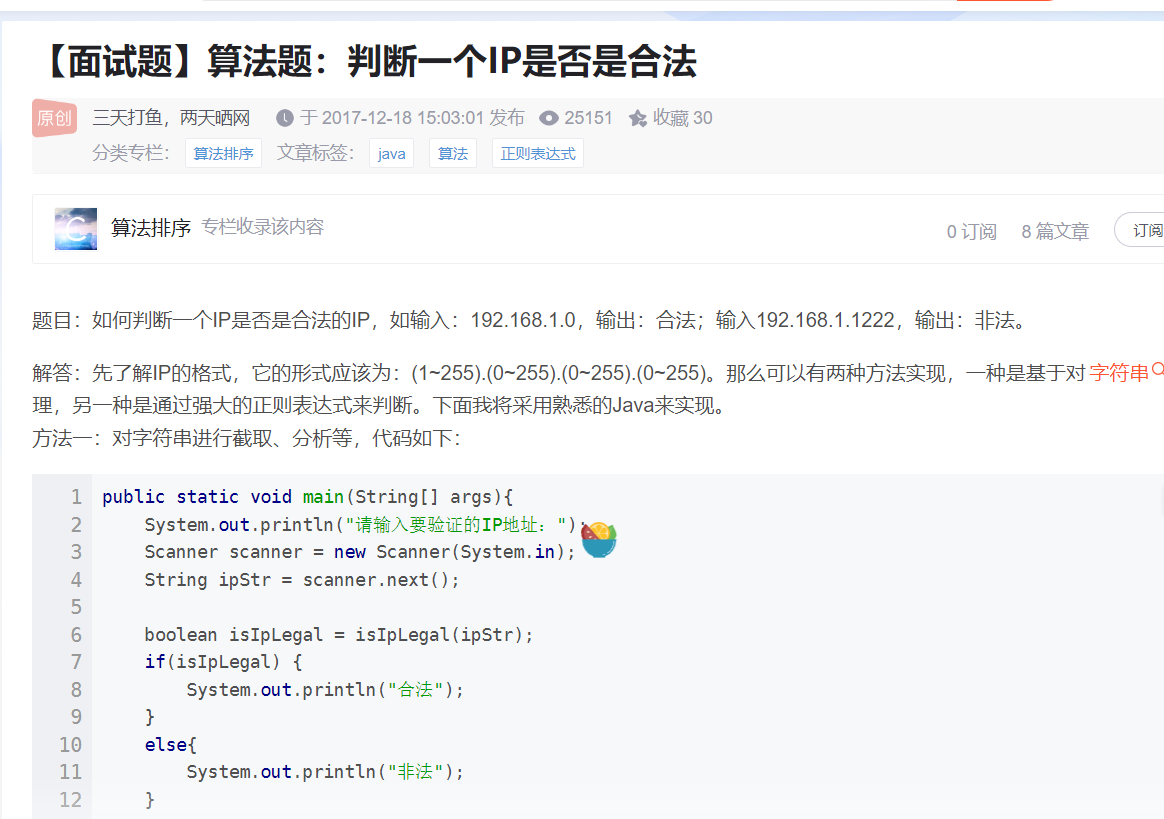 【面试题】算法题：判断一个IP是否是合法
原创 三天打鱼，两天晒网 于 2017-12-18 15:03:01 发布 25151 收藏 30
分类专栏： 算法排序 文章标签： java 算法 正则表达式
算法排序 专栏收录该内容 0 订阅 8 篇文章 订阅
题目：如何判断一个IP是否是合法的IP，如输入：192.168.1.0，输出：合法；输入192.168.1.1222，输出：非法。
解答：先了解IP的格式，它的形式应该为：(1~255).(0~255).(0~255).(0~255)。那么可以有两种方法实现，一种是基于对 字符串
理，另一种是通过强大的正则表达式来判断。下面我将采用熟悉的Java来实现。
方法一：对字符串进行截取、分析等，代码如下：
1 public static void main(String[] args){
2 System.out.println("请输入要验证的IP地址：")
3 Scanner scanner = new Scanner(System.in);
4 String ipStr = scanner.next();
5
6 boolean isIpLegal = isIpLegal(ipStr);
7 if(isIpLegal) {
8 System.out.println("合法");
9 }
10 else{
11 System.out.println("非法");
12 }